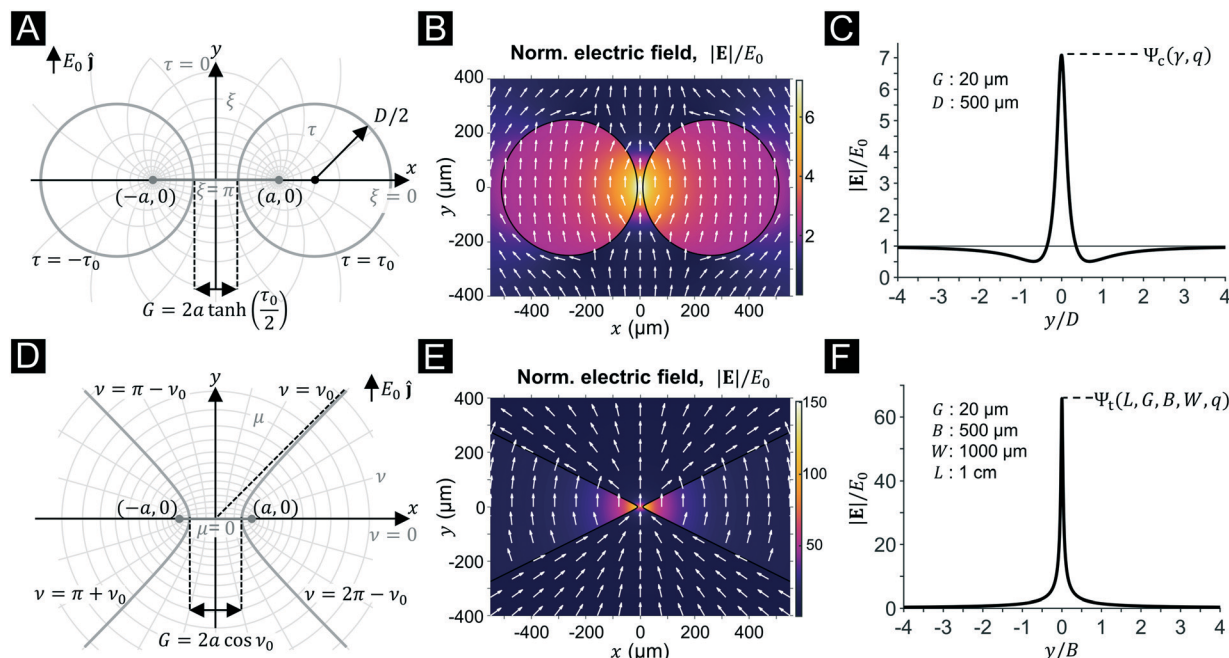 A
E₀ ĵ
y
τ = 0
ξ
D/2
τ
x
ξ = π
ξ = 0
(−a, 0)
(a, 0)
τ = −τ₀
τ = τ₀
G = 2a tanh (τ₀/2)
B
Norm. electric field, |E|/E₀
400
200
0
-200
-400
y (µm)
-400 -200 0 200 400
x (µm)
6
4
2
C
7
6
5
4
3
2
1
0
|E|/E₀
G : 20 µm
D : 500 µm
Ψc(γ, q)
-4 -3 -2 -1 0 1 2 3 4
y/D
D
y
ν = π − ν₀
ν = ν₀
E₀ ĵ
μ
ν
(−a, 0)
(a, 0)
x
μ = 0
ν = 0
ν = π + ν₀
ν = 2π − ν₀
G = 2a cos ν₀
E
Norm. electric field, |E|/E₀
400
200
0
-200
-400
y (µm)
-400 -200 0 200 400
x (µm)
150
100
50
F
60
40
20
0
|E|/E₀
G : 20 µm
B : 500 µm
W : 1000 µm
L : 1 cm
Ψt(L, G, B, W, q)
-4 -3 -2 -1 0 1 2 3 4
y/B